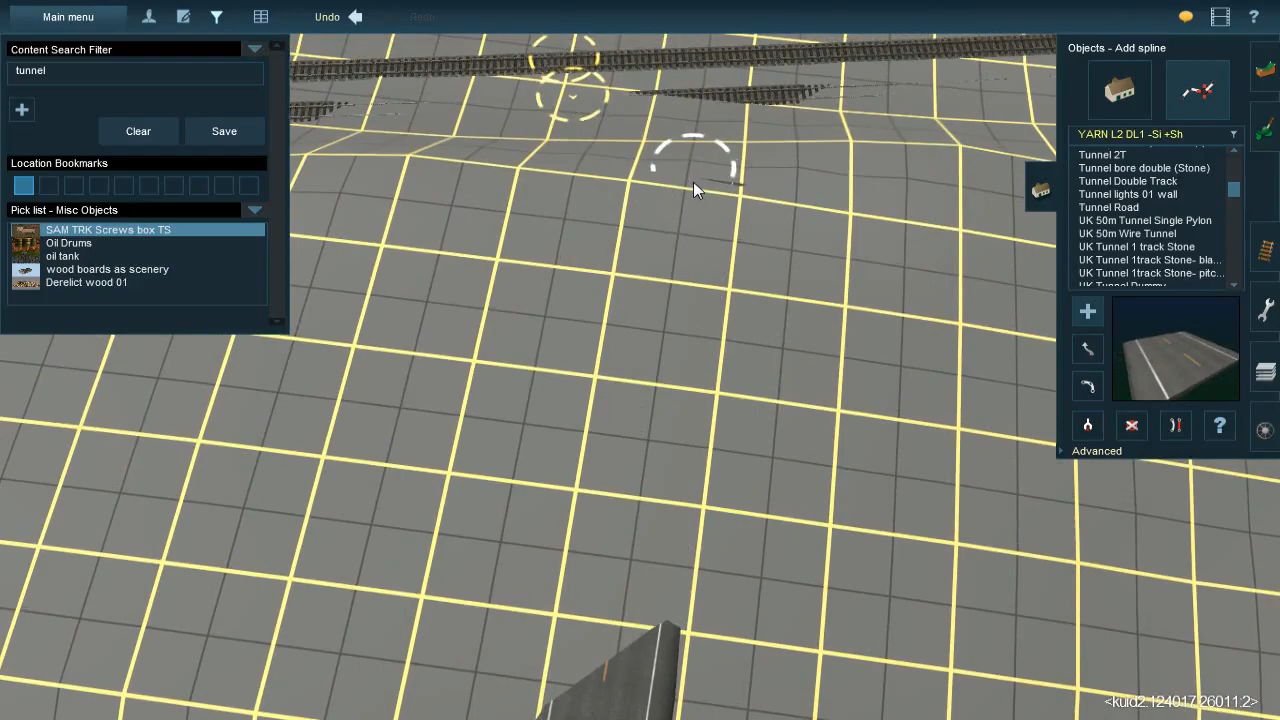 Main menu
Undo
Redo
?
Content Search Filter
tunnel
Clear
Save
Location Bookmarks
Pick list - Misc Objects
SAM TRK Screws box TS
Oil Drums
oil tank
wood boards as scenery
Derelict wood 01
Objects - Add spline
YARN L2 DL1 -Si +Sh
Tunnel 2T
Tunnel bore double (Stone)
Tunnel Double Track
Tunnel lights 01 wall
Tunnel Road
UK 50m Tunnel Single Pylon
UK 50m Wire Tunnel
UK Tunnel 1 track Stone
UK Tunnel 1track Stone- bla...
UK Tunnel 1track Stone- pitc...
UK Tunnel Dummy
?
Advanced
<kuid2:124017:26011:2>